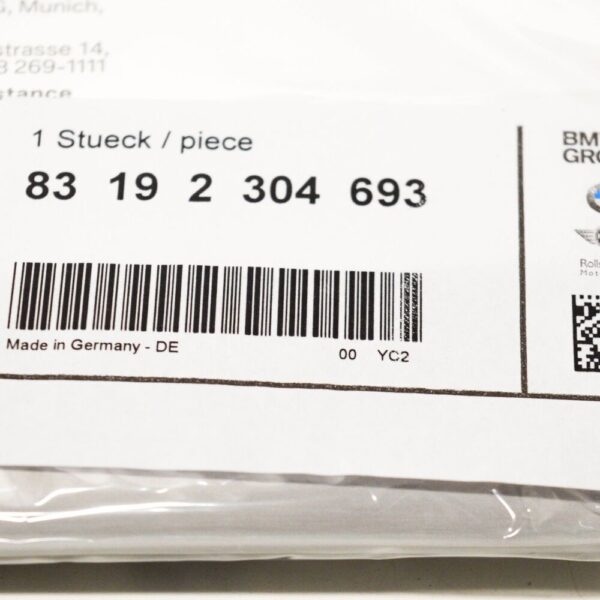 G, Munich,
strasse 14,
269-1111
stance
1 Stueck / piece
83 19 2 304 693
Made in Germany - DE
00 YC2
BM
GRO
Rolls
Mot